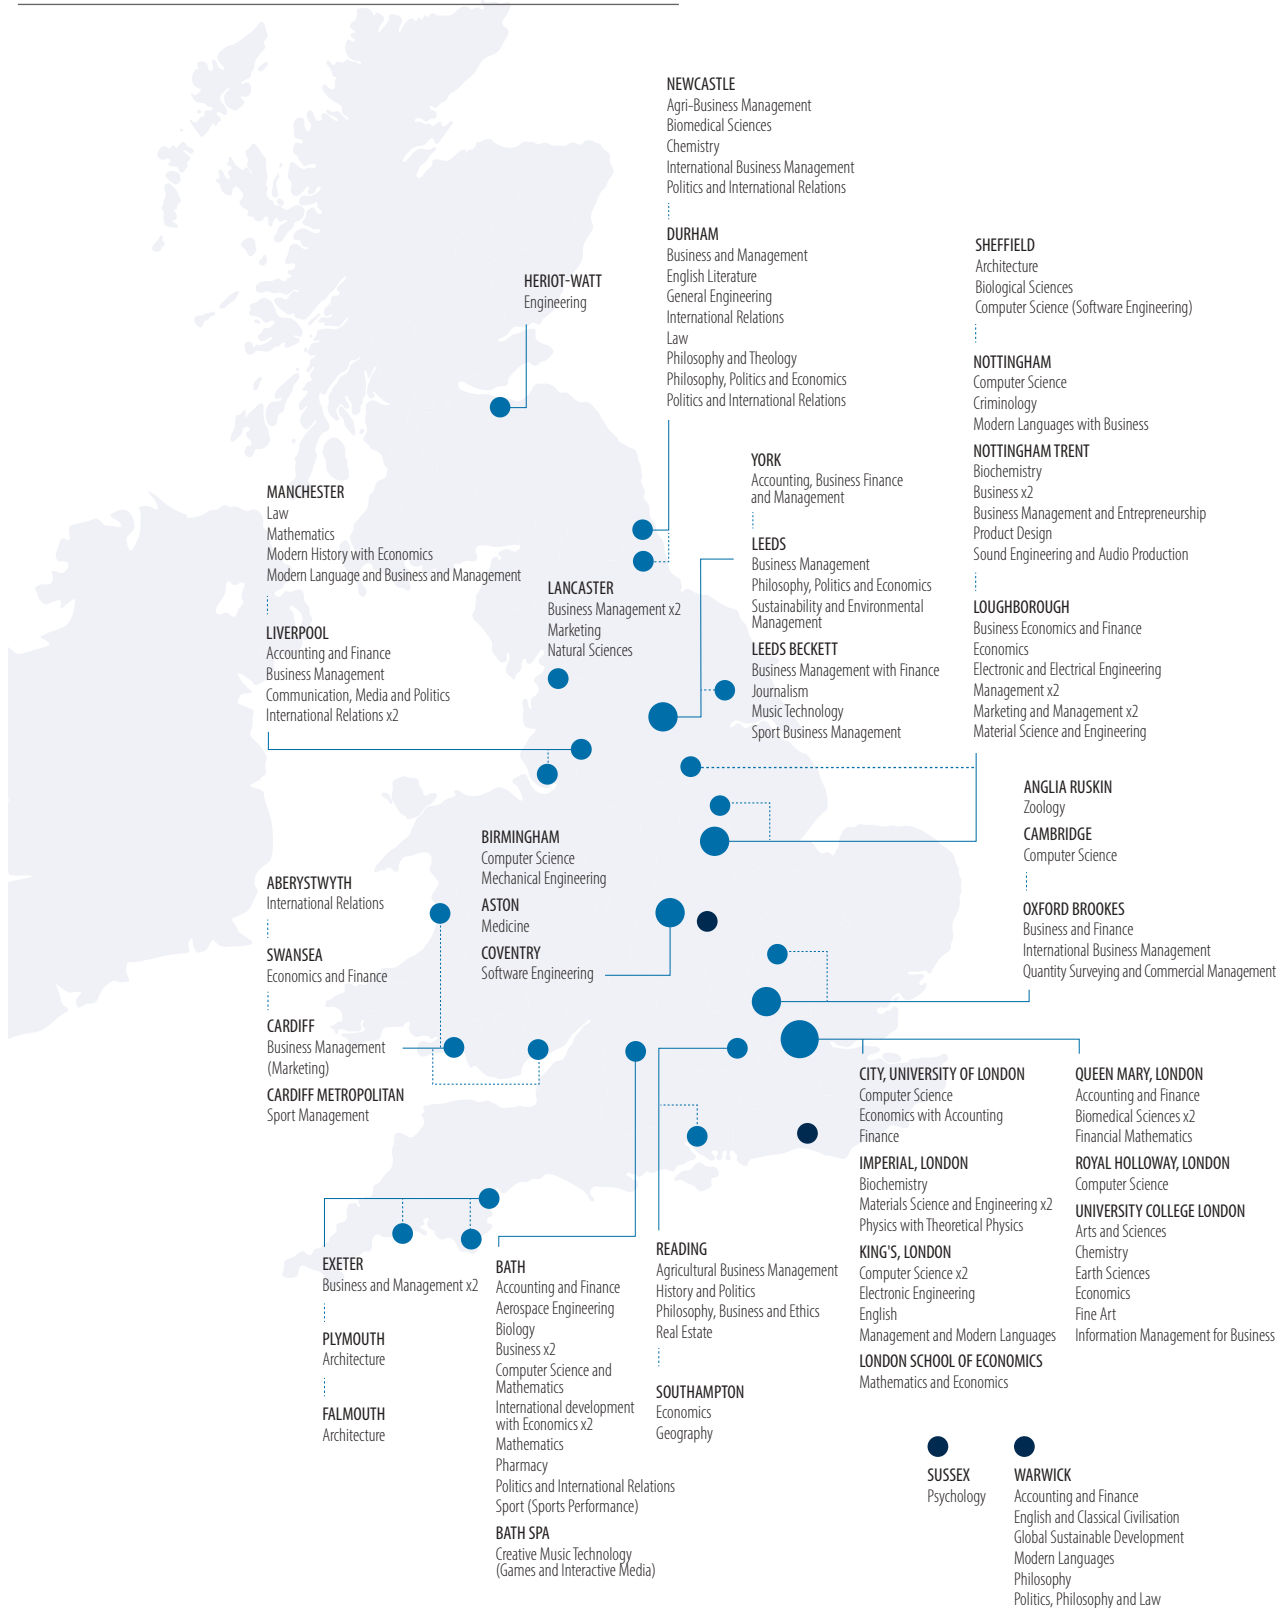 NEWCASTLE
Agri-Business Management
Biomedical Sciences
Chemistry
International Business Management
Politics and International Relations
DURHAM
Business and Management
English Literature
General Engineering
International Relations
Law
Philosophy and Theology
Philosophy, Politics and Economics
Politics and International Relations
SHEFFIELD
Architecture
Biological Sciences
Computer Science (Software Engineering)
HERIOT-WATT
Engineering
NOTTINGHAM
Computer Science
Criminology
Modern Languages with Business
NOTTINGHAM TRENT
Biochemistry
Business x2
Business Management and Entrepreneurship
Product Design
Sound Engineering and Audio Production
YORK
Accounting, Business Finance
and Management
LEEDS
Business Management
Philosophy, Politics and Economics
Sustainability and Environmental
Management
LEEDS BECKETT
Business Management with Finance
Journalism
Music Technology
Sport Business Management
MANCHESTER
Law
Mathematics
Modern History with Economics
Modern Language and Business and Management
LANCASTER
Business Management x2
Marketing
Natural Sciences
LIVERPOOL
Accounting and Finance
Business Management
Communication, Media and Politics
International Relations x2
LOUGHBOROUGH
Business Economics and Finance
Economics
Electronic and Electrical Engineering
Management x2
Marketing and Management x2
Material Science and Engineering
ANGLIA RUSKIN
Zoology
CAMBRIDGE
Computer Science
OXFORD BROOKES
Business and Finance
International Business Management
Quantity Surveying and Commercial Management
BIRMINGHAM
Computer Science
Mechanical Engineering
ASTON
Medicine
COVENTRY
Software Engineering
ABERYSTWYTH
International Relations
SWANSEA
Economics and Finance
CARDIFF
Business Management
(Marketing)
CARDIFF METROPOLITAN
Sport Management
CITY, UNIVERSITY OF LONDON
Computer Science
Economics with Accounting
Finance
IMPERIAL, LONDON
Biochemistry
Materials Science and Engineering x2
Physics with Theoretical Physics
KING'S, LONDON
Computer Science x2
Electronic Engineering
English
Management and Modern Languages
LONDON SCHOOL OF ECONOMICS
Mathematics and Economics
QUEEN MARY, LONDON
Accounting and Finance
Biomedical Sciences x2
Financial Mathematics
ROYAL HOLLOWAY, LONDON
Computer Science
UNIVERSITY COLLEGE LONDON
Arts and Sciences
Chemistry
Earth Sciences
Economics
Fine Art
Information Management for Business
EXETER
Business and Management x2
PLYMOUTH
Architecture
FALMOUTH
Architecture
BATH
Accounting and Finance
Aerospace Engineering
Biology
Business x2
Computer Science and
Mathematics
International development
with Economics x2
Mathematics
Pharmacy
Politics and International Relations
Sport (Sports Performance)
BATH SPA
Creative Music Technology
(Games and Interactive Media)
READING
Agricultural Business Management
History and Politics
Philosophy, Business and Ethics
Real Estate
SOUTHAMPTON
Economics
Geography
SUSSEX
Psychology
WARWICK
Accounting and Finance
English and Classical Civilisation
Global Sustainable Development
Modern Languages
Philosophy
Politics, Philosophy and Law